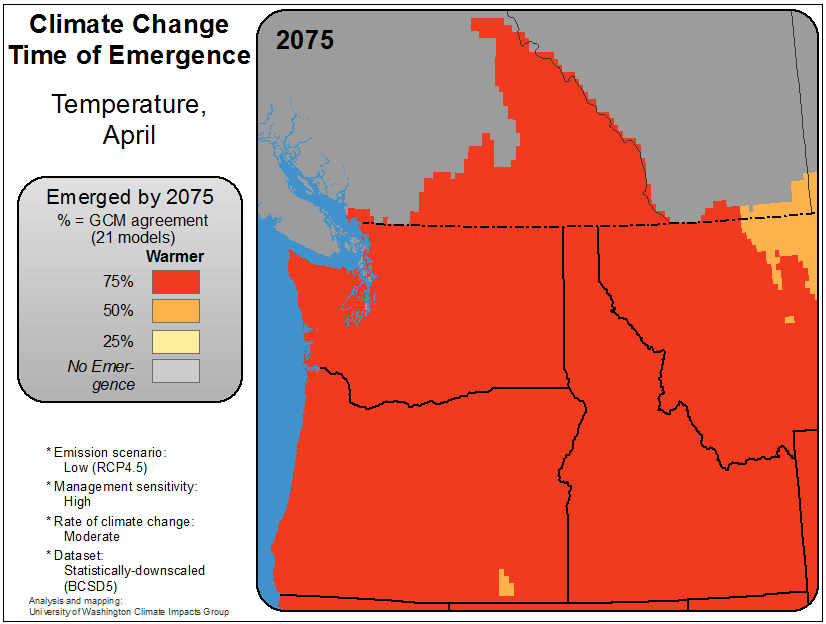 Climate Change
Time of Emergence
Temperature,
April
2075
Emerged by 2075
% = GCM agreement
(21 models)
Warmer
75%
50%
25%
No Emer-
gence
* Emission scenario:
Low (RCP4.5)
* Management sensitivity:
High
* Rate of climate change:
Moderate
* Dataset:
Statistically-downscaled
(BCSD5)
Analysis and mapping:
University of Washington Climate Impacts Group